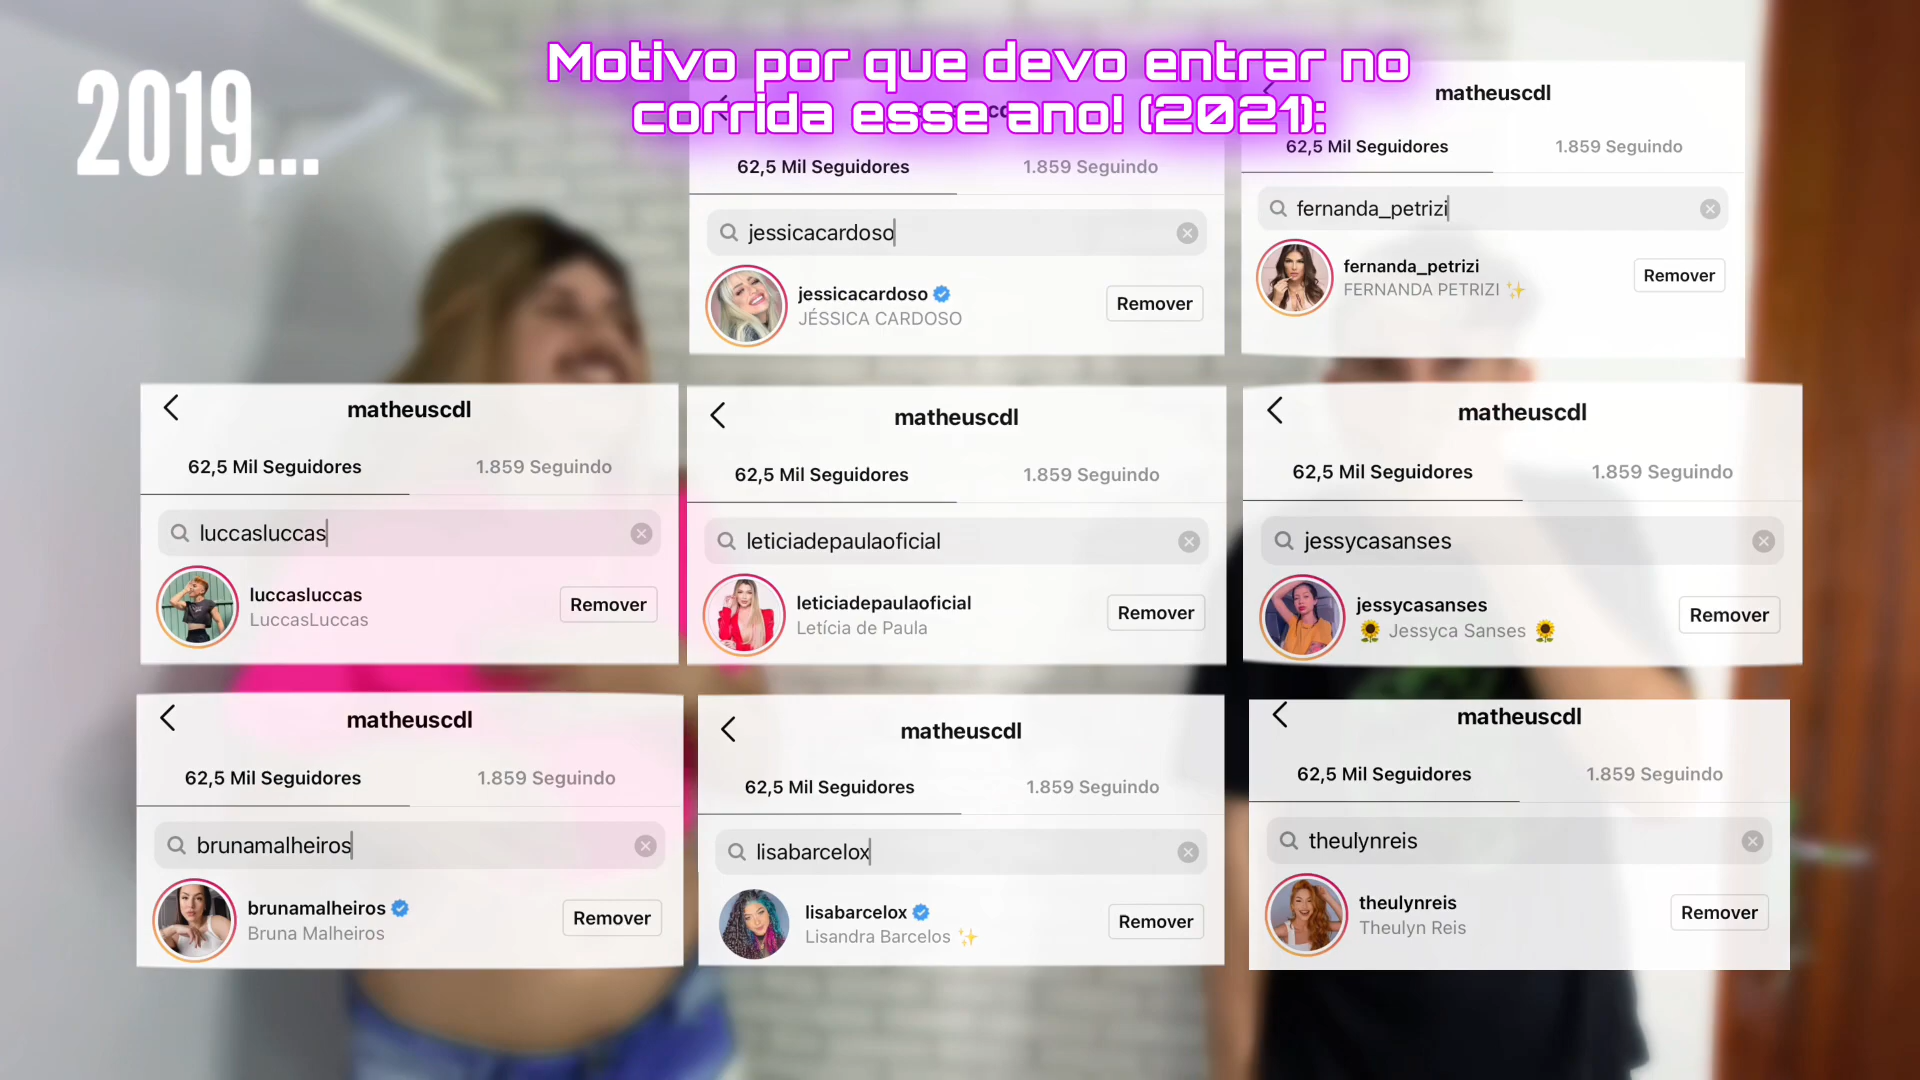 2019...
Motivo por que devo entrar no
corrida esse ano! (2021):
62,5 Mil Seguidores
1.859 Seguindo
jessicacardoso
jessicacardoso
JÉSSICA CARDOSO
Remover
matheuscdl
62,5 Mil Seguidores
1.859 Seguindo
fernanda_petrizi
fernanda_petrizi
FERNANDA PETRIZI ✨
Remover
matheuscdl
62,5 Mil Seguidores
1.859 Seguindo
luccasluccas
luccasluccas
LuccasLuccas
Remover
matheuscdl
62,5 Mil Seguidores
1.859 Seguindo
leticiadepaulaoficial
leticiadepaulaoficial
Letícia de Paula
Remover
matheuscdl
62,5 Mil Seguidores
1.859 Seguindo
jessycasanses
jessycasanses
🌻 Jessyca Sanses 🌻
Remover
matheuscdl
62,5 Mil Seguidores
1.859 Seguindo
brunamalheiros
brunamalheiros
Bruna Malheiros
Remover
matheuscdl
62,5 Mil Seguidores
1.859 Seguindo
lisabarcelox
lisabarcelox
Lisandra Barcelos ✨
Remover
matheuscdl
62,5 Mil Seguidores
1.859 Seguindo
theulynreis
theulynreis
Theulyn Reis
Remover